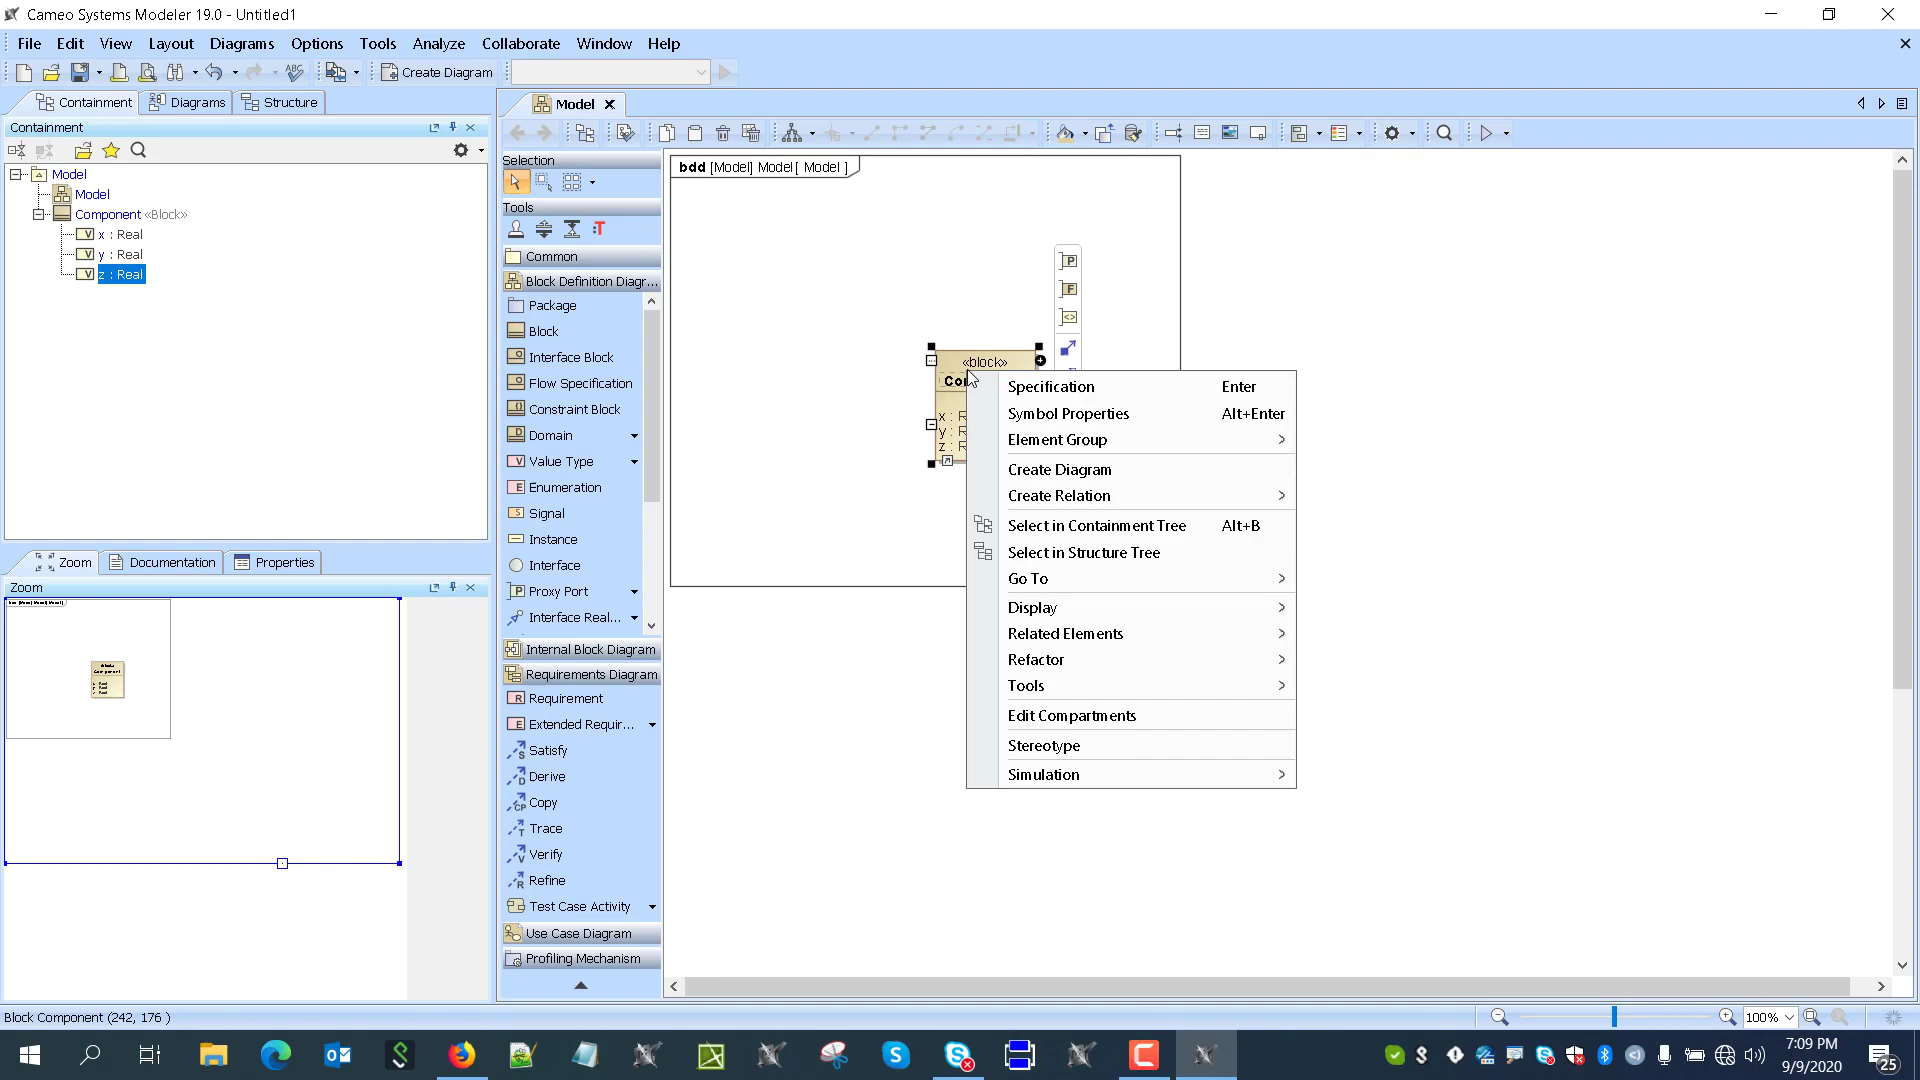 Cameo Systems Modeler 19.0 - Untitled1
File Edit View Layout Diagrams Options Tools Analyze Collaborate Window Help
Create Diagram
Containment Diagrams Structure
Containment
Model
Model
Component «Block»
x : Real
y : Real
z : Real
Zoom Documentation Properties
Zoom
Model
Selection
Tools
Common
Block Definition Diagr...
Package
Block
Interface Block
Flow Specification
Constraint Block
Domain
Value Type
Enumeration
Signal
Instance
Interface
Proxy Port
Interface Real...
Internal Block Diagram
Requirements Diagram
Requirement
Extended Requir...
Satisfy
Derive
Copy
Trace
Verify
Refine
Test Case Activity
Use Case Diagram
Profiling Mechanism
bdd [Model] Model[ Model ]
«block»
x :
y :
z :
Specification Enter
Symbol Properties Alt+Enter
Element Group
Create Diagram
Create Relation
Select in Containment Tree Alt+B
Select in Structure Tree
Go To
Display
Related Elements
Refactor
Tools
Edit Compartments
Stereotype
Simulation
Block Component (242, 176 )
100%
7:09 PM
9/9/2020
25